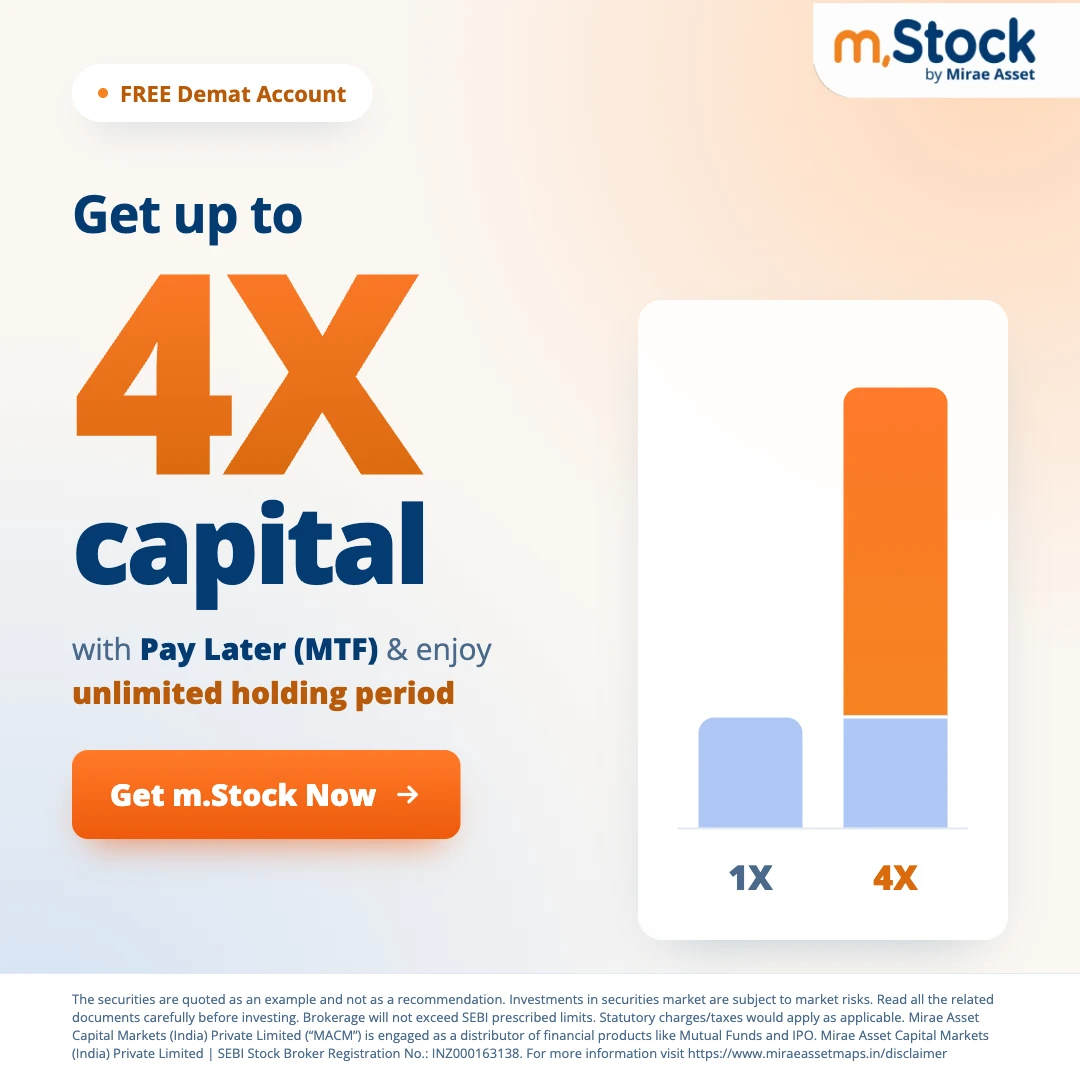 m.Stock
by Mirae Asset
FREE Demat Account
Get up to
4X
capital
with Pay Later (MTF) & enjoy
unlimited holding period
Get m.Stock Now →
1X
4X
The securities are quoted as an example and not as a recommendation. Investments in securities market are subject to market risks. Read all the related
documents carefully before investing. Brokerage will not exceed SEBI prescribed limits. Statutory charges/taxes would apply as applicable. Mirae Asset
Capital Markets (India) Private Limited (“MACM”) is engaged as a distributor of financial products like Mutual Funds and IPO. Mirae Asset Capital Markets
(India) Private Limited | SEBI Stock Broker Registration No.: INZ000163138. For more information visit https://www.miraeassetmaps.in/disclaimer